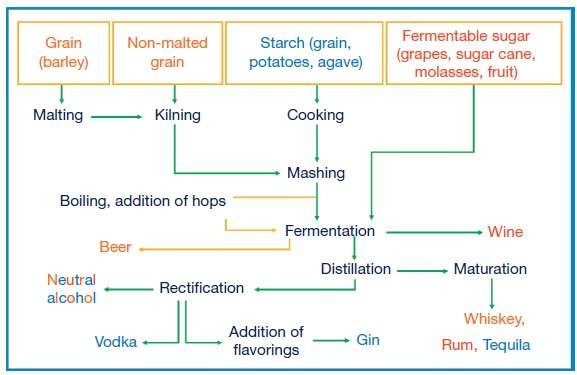 Grain
(barley)
Non-malted
grain
Starch (grain,
potatoes, agave)
Fermentable sugar
(grapes, sugar cane,
molasses, fruit)
Malting
Kilning
Cooking
Mashing
Boiling, addition of hops
Fermentation
Wine
Beer
Distillation
Maturation
Neutral
alcohol
Rectification
Whiskey,
Rum, Tequila
Vodka
Addition of
flavorings
Gin